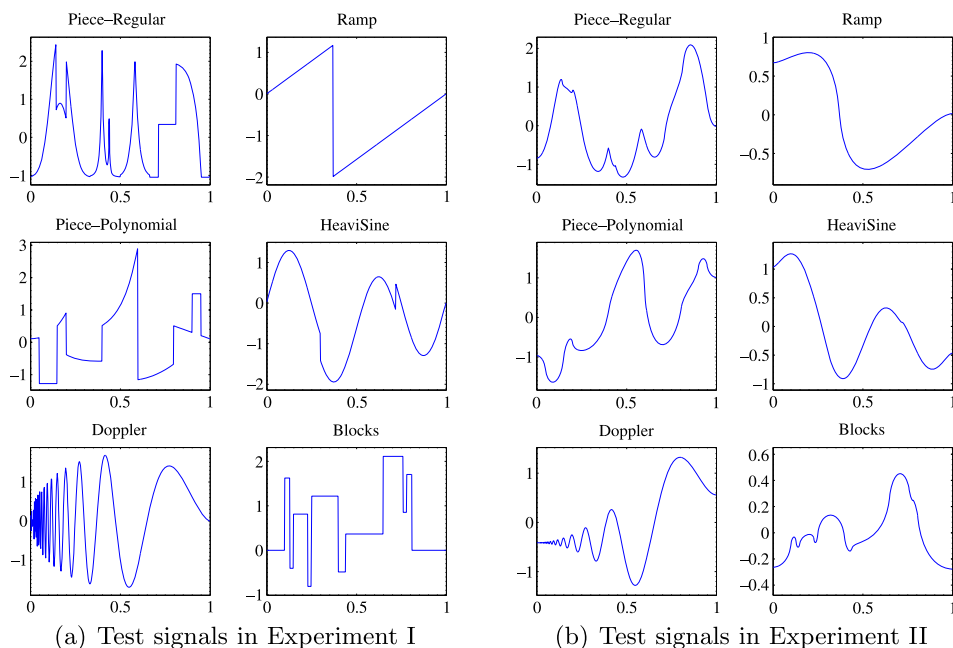 Piece–Regular
2
1
0
−1
0 0.5 1
Ramp
1
0
−1
−2
0 0.5 1
Piece–Regular
2
1
0
−1
0 0.5 1
Ramp
1
0.5
0
−0.5
0 0.5 1
Piece–Polynomial
3
2
1
0
−1
0 0.5 1
HeaviSine
1
0
−1
−2
0 0.5 1
Piece–Polynomial
1
0
−1
0 0.5 1
HeaviSine
1
0.5
0
−0.5
−1
0 0.5 1
Doppler
1
0
−1
0 0.5 1
Blocks
2
1
0
−1
0 0.5 1
Doppler
1
0
−1
0 0.5 1
Blocks
0.6
0.4
0.2
0
−0.2
−0.4
0 0.5 1
(a) Test signals in Experiment I
(b) Test signals in Experiment II